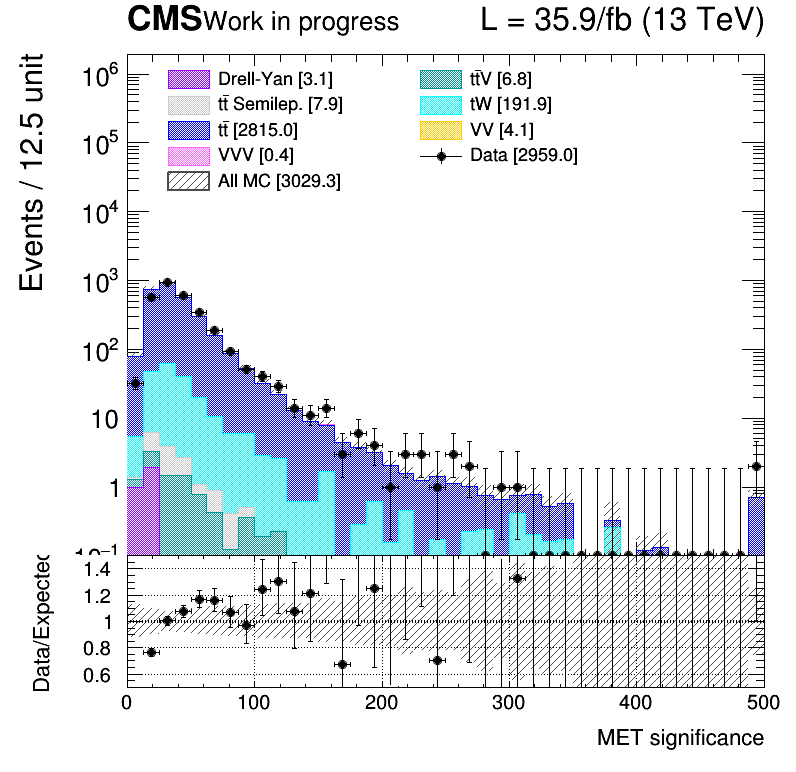 CMS Work in progress L = 35.9/fb (13 TeV)
Events / 12.5 unit
Drell-Yan [3.1] tt̄V [6.8]
tt̄ Semilep. [7.9] tW [191.9]
tt̄ [2815.0] VV [4.1]
VVV [0.4] Data [2959.0]
All MC [3029.3]
10⁶
10⁵
10⁴
10³
10²
10
1
10⁻¹
Data/Expected
1.4
1.2
1
0.8
0.6
0 100 200 300 400 500
MET significance